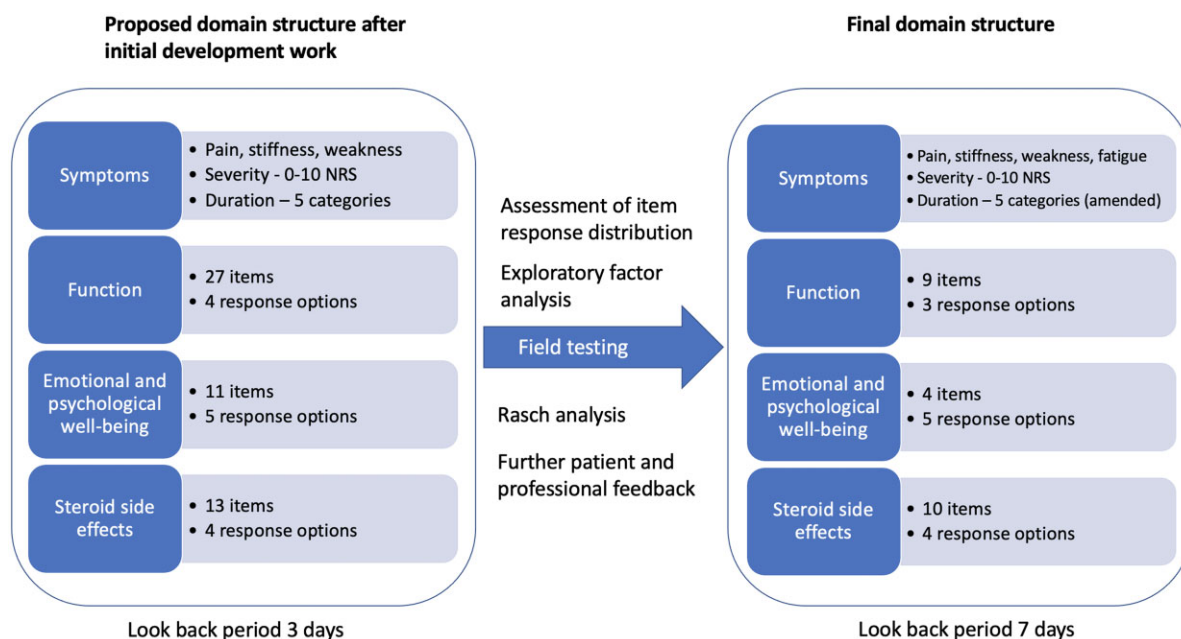 Proposed domain structure after
initial development work
Symptoms
• Pain, stiffness, weakness
• Severity - 0-10 NRS
• Duration – 5 categories
Function
• 27 items
• 4 response options
Emotional and
psychological
well-being
• 11 items
• 5 response options
Steroid side
effects
• 13 items
• 4 response options
Look back period 3 days
Assessment of item
response distribution
Exploratory factor
analysis
Field testing
Rasch analysis
Further patient and
professional feedback
Final domain structure
Symptoms
• Pain, stiffness, weakness, fatigue
• Severity - 0-10 NRS
• Duration – 5 categories (amended)
Function
• 9 items
• 3 response options
Emotional and
psychological
well-being
• 4 items
• 5 response options
Steroid side
effects
• 10 items
• 4 response options
Look back period 7 days